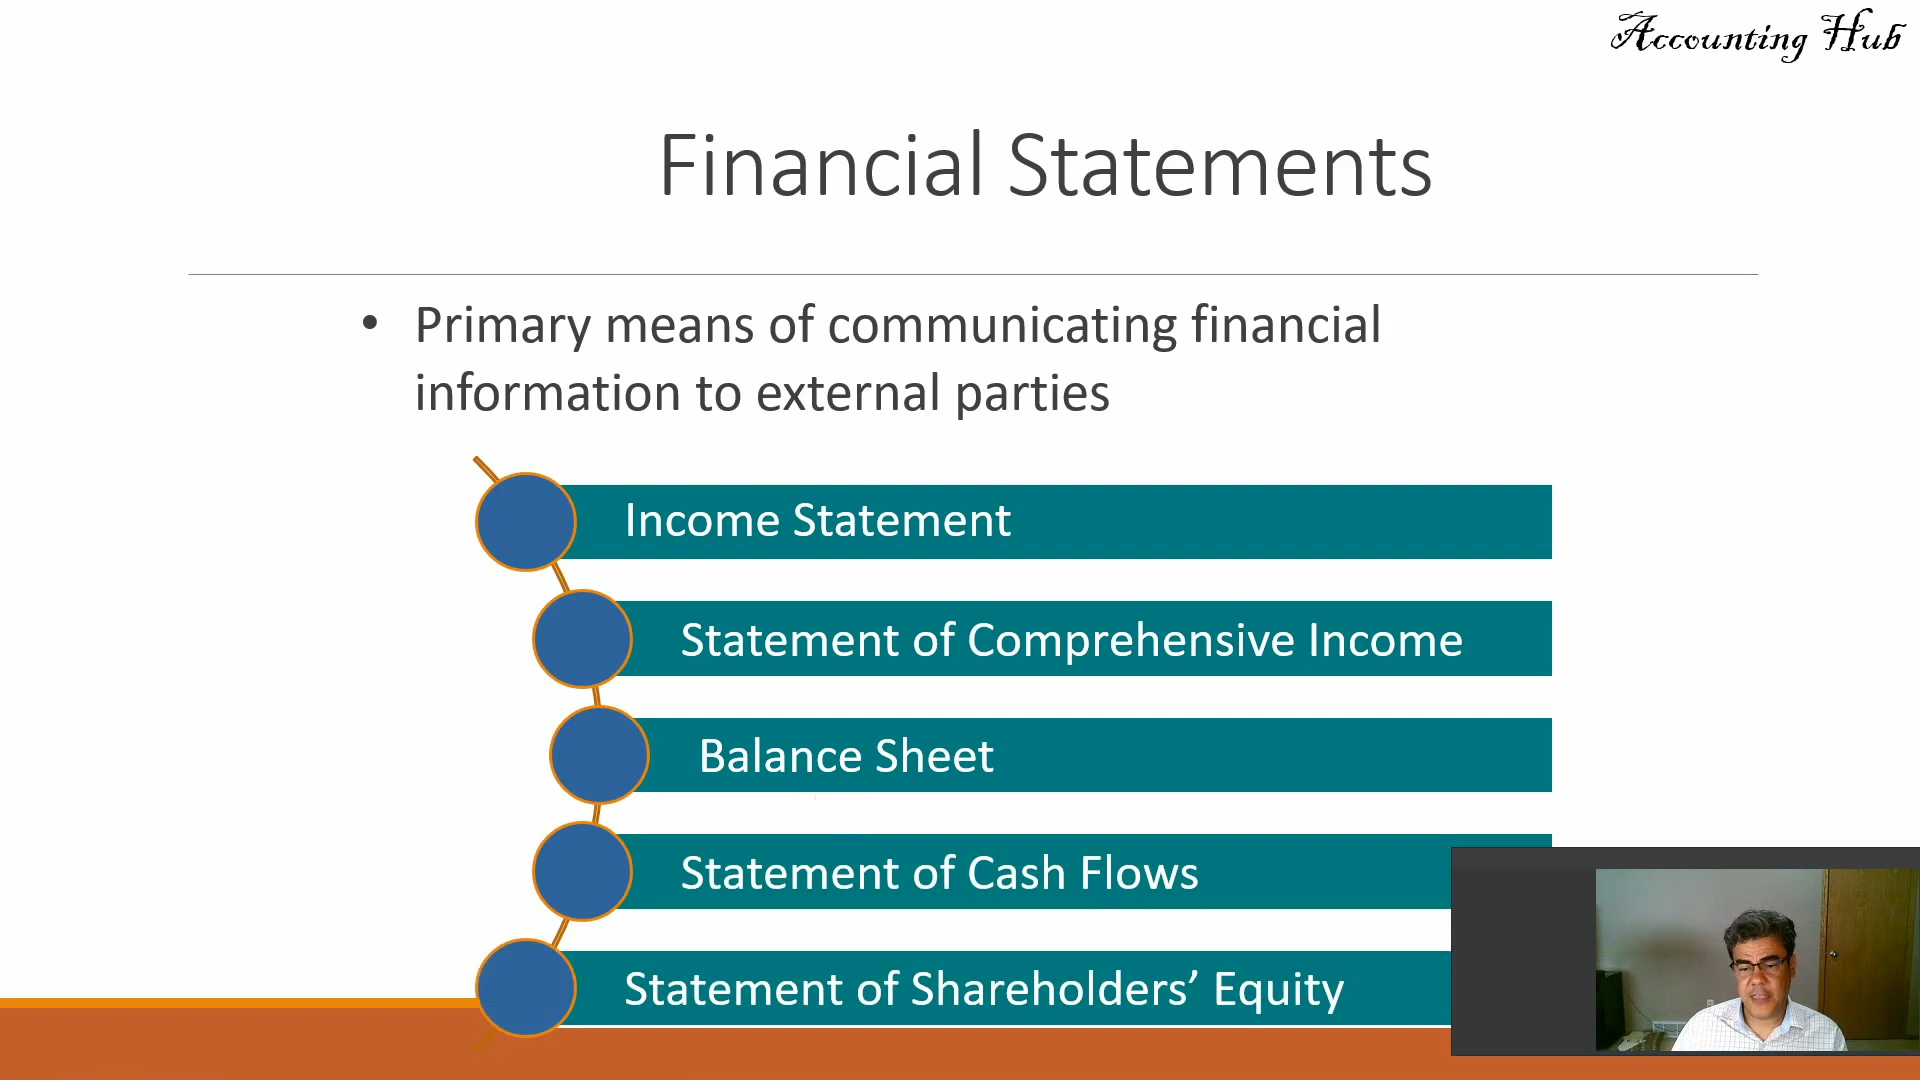 Accounting Hub
Financial Statements
• Primary means of communicating financial
information to external parties
Income Statement
Statement of Comprehensive Income
Balance Sheet
Statement of Cash Flows
Statement of Shareholders’ Equity